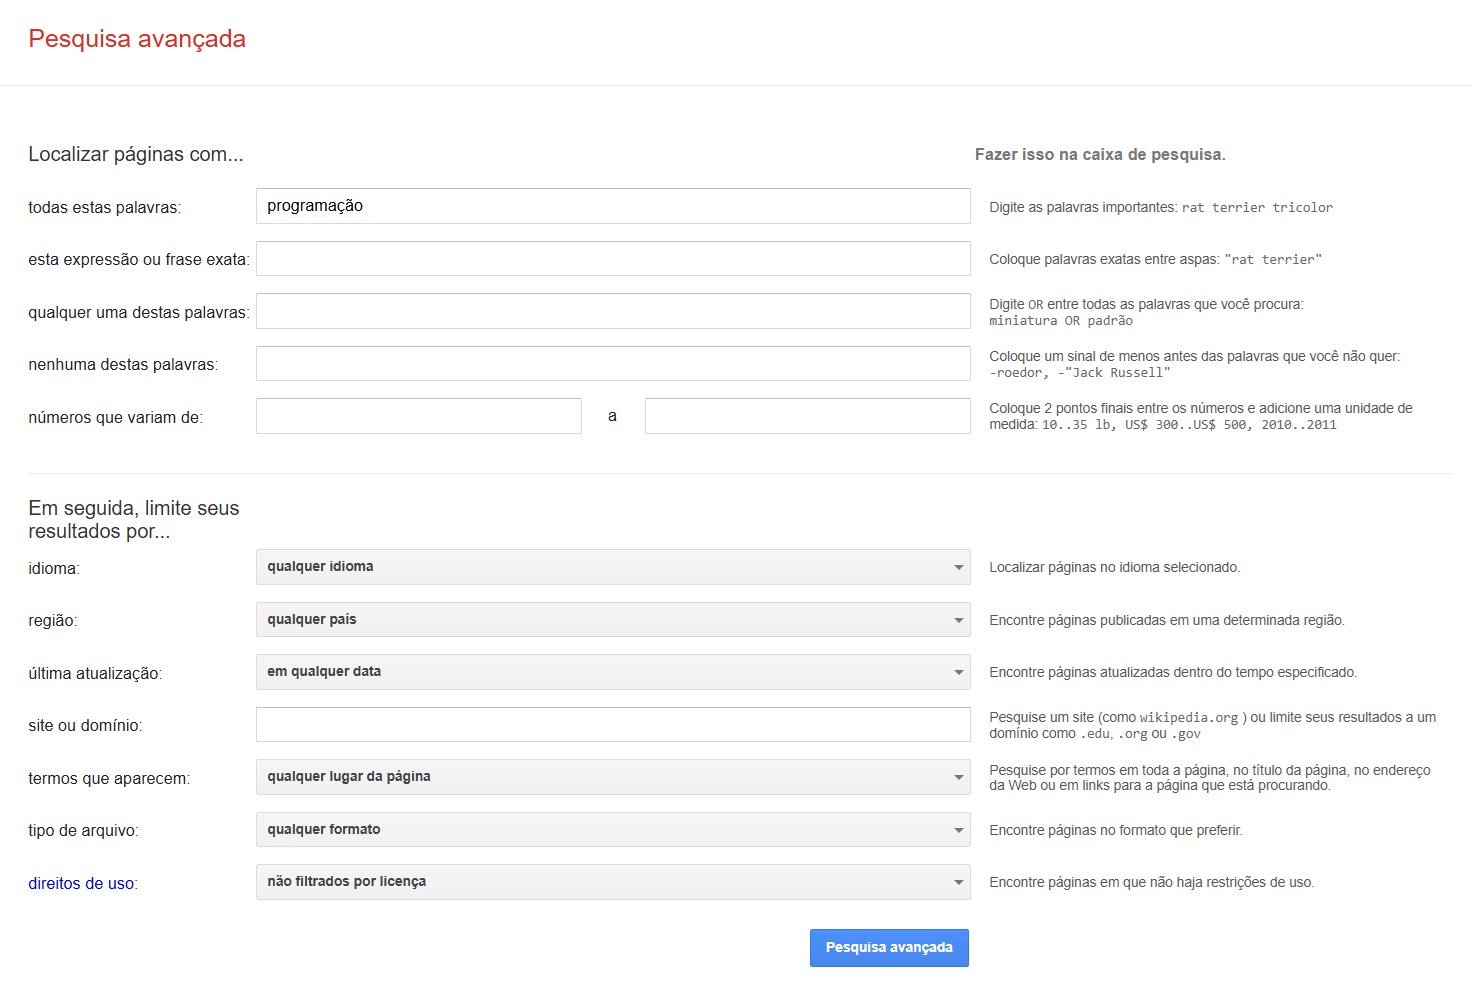 Pesquisa avançada
Localizar páginas com...
Fazer isso na caixa de pesquisa.
todas estas palavras:
programação
Digite as palavras importantes: rat terrier tricolor
esta expressão ou frase exata:
Coloque palavras exatas entre aspas: "rat terrier"
qualquer uma destas palavras:
Digite OR entre todas as palavras que você procura:
miniatura OR padrão
nenhuma destas palavras:
Coloque um sinal de menos antes das palavras que você não quer:
-roedor, -"Jack Russell"
números que variam de:
a
Coloque 2 pontos finais entre os números e adicione uma unidade de
medida: 10..35 lb, US$ 300..US$ 500, 2010..2011
Em seguida, limite seus
resultados por...
idioma:
qualquer idioma
Localizar páginas no idioma selecionado.
região:
qualquer país
Encontre páginas publicadas em uma determinada região.
última atualização:
em qualquer data
Encontre páginas atualizadas dentro do tempo especificado.
site ou domínio:
Pesquise um site (como wikipedia.org ) ou limite seus resultados a um
domínio como .edu, .org ou .gov
termos que aparecem:
qualquer lugar da página
Pesquise por termos em toda a página, no título da página, no endereço
da Web ou em links para a página que está procurando.
tipo de arquivo:
qualquer formato
Encontre páginas no formato que preferir.
direitos de uso:
não filtrados por licença
Encontre páginas em que não haja restrições de uso.
Pesquisa avançada